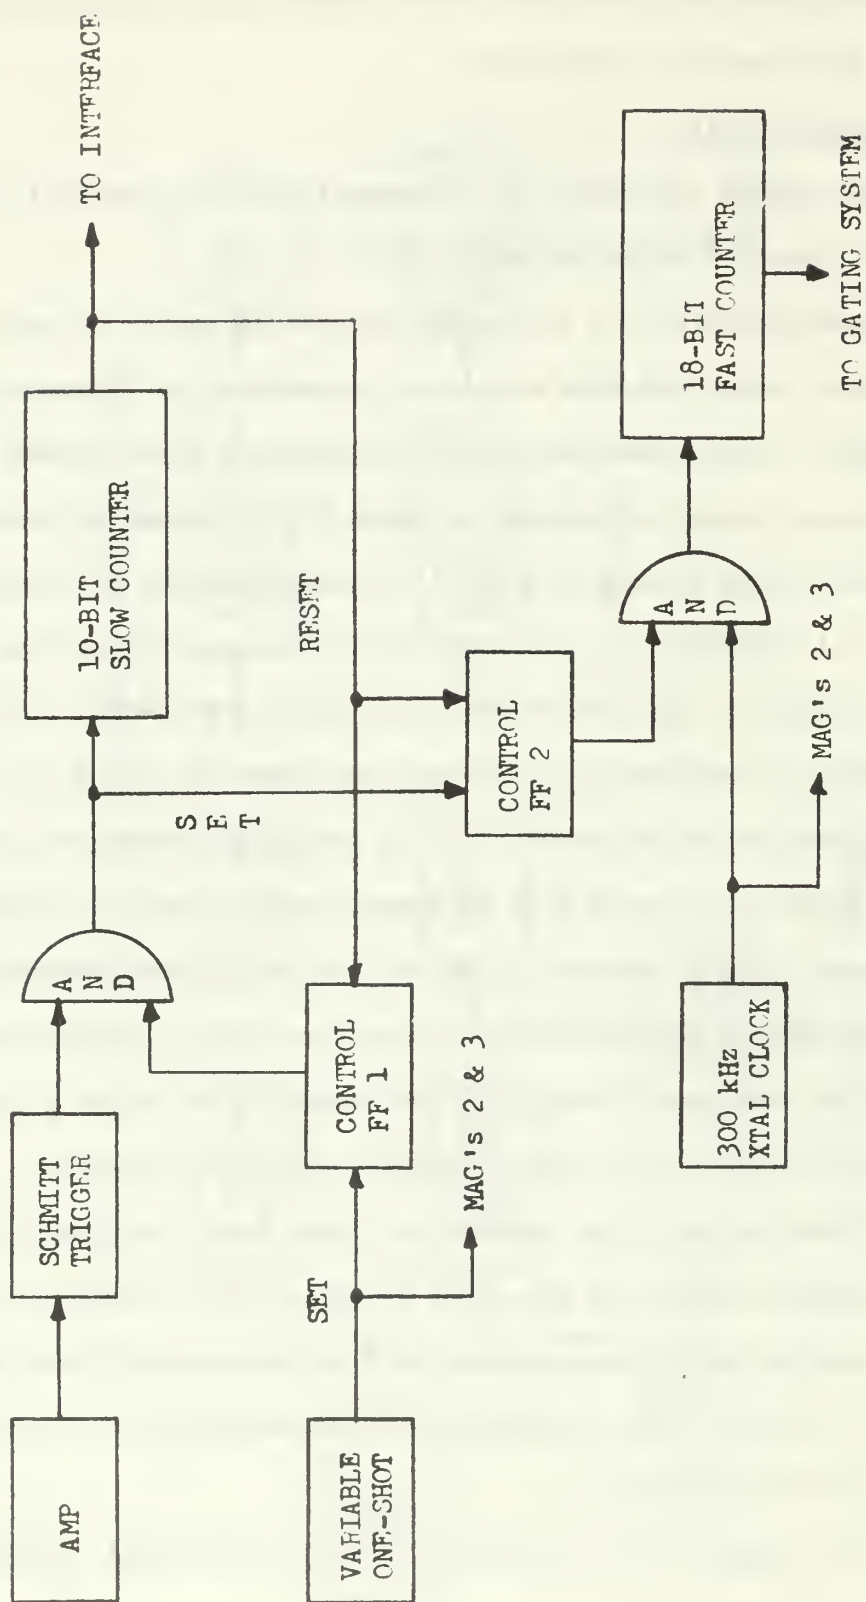 AMP
SCHMITT
TRIGGER
A
N
D
10-BIT
SLOW COUNTER
TO INTERFACE
S
E
T
RESET
VARIABLE
ONE-SHOT
SET
MAG's 2 & 3
CONTROL
FF 1
CONTROL
FF 2
300 kHz
XTAL CLOCK
MAG's 2 & 3
A
N
D
18-BIT
FAST COUNTER
TO GATING SYSTEM